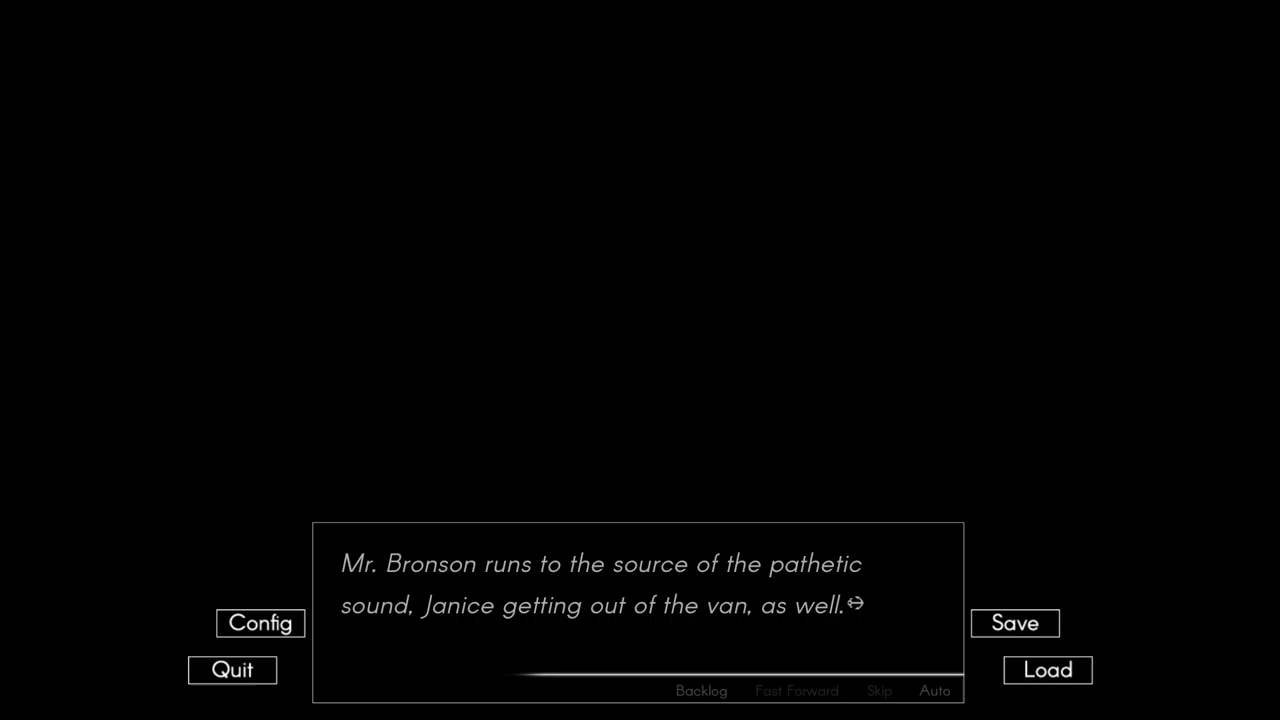 Mr. Bronson runs to the source of the pathetic
sound, Janice getting out of the van, as well.
Config
Save
Quit
Load
Backlog
Fast Forward
Skip
Auto